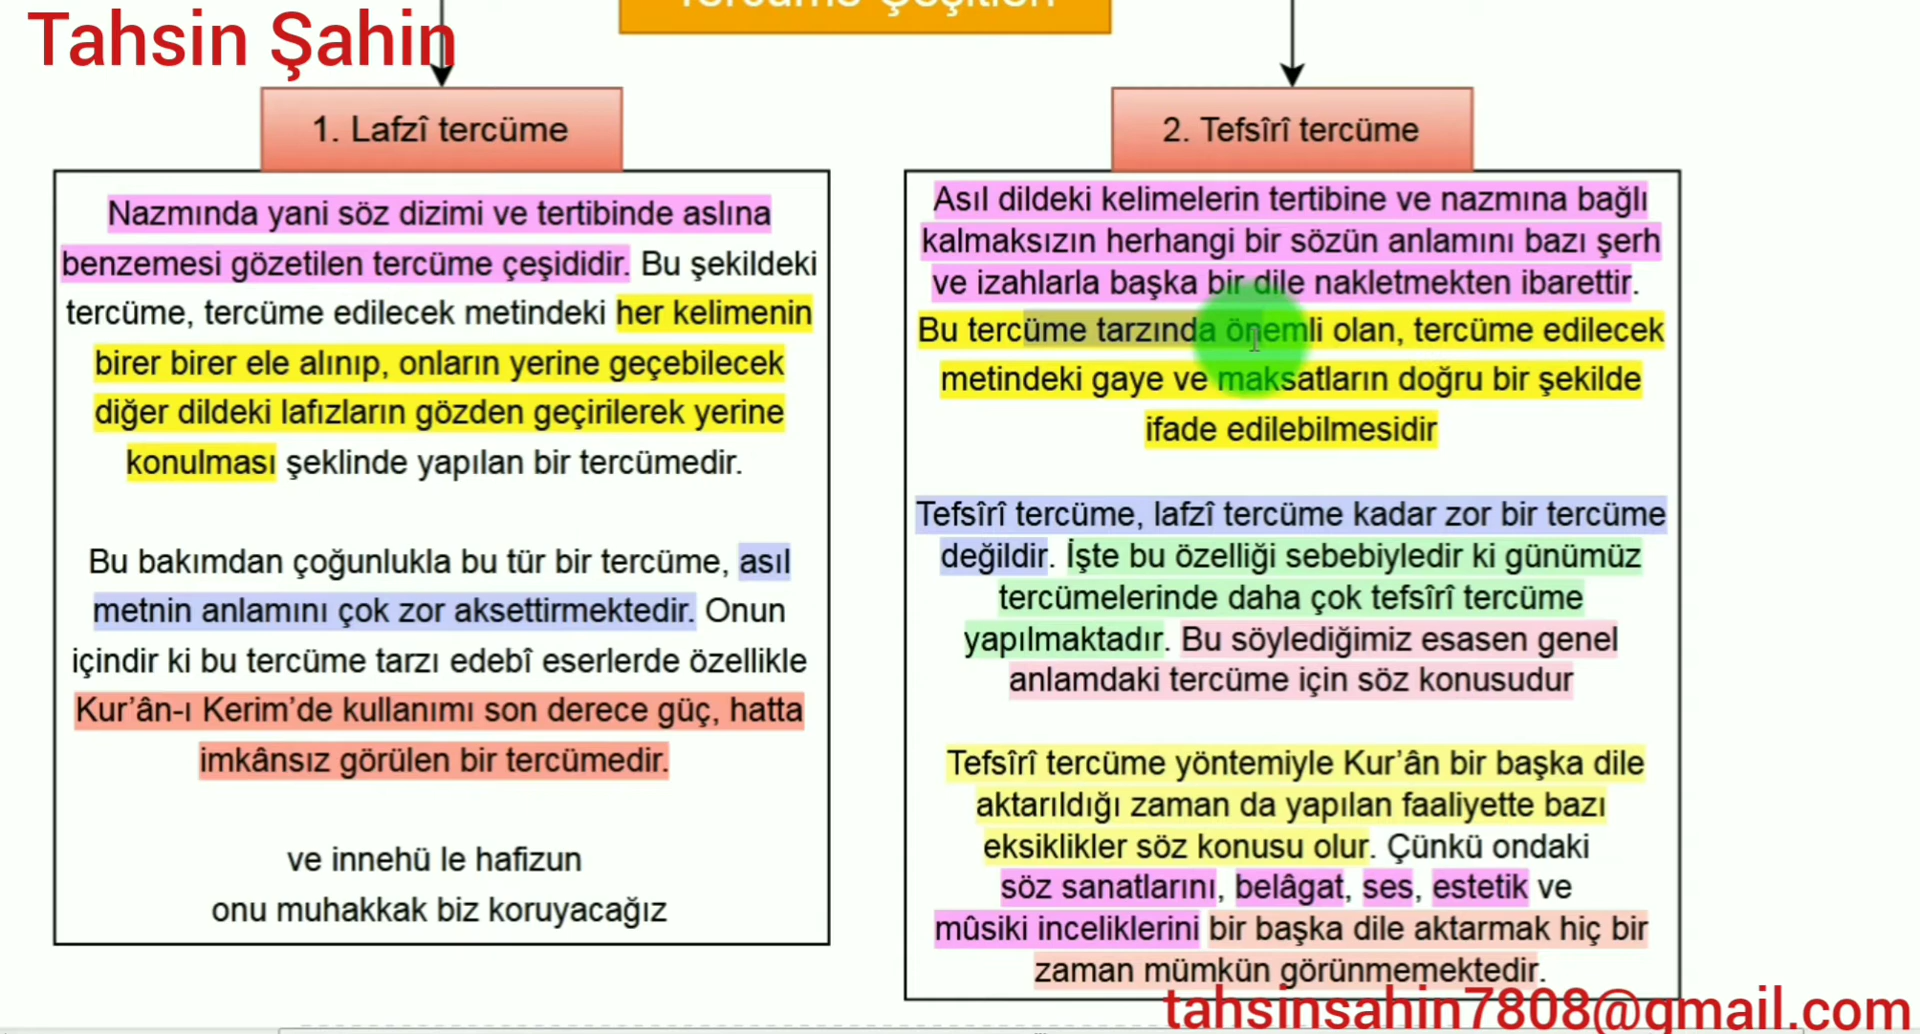 Tahsin Şahin
Tercüme Çeşitleri
1. Lafzî tercüme
Nazmında yani söz dizimi ve tertibinde aslına
benzemesi gözetilen tercüme çeşididir. Bu şekildeki
tercüme, tercüme edilecek metindeki her kelimenin
birer birer ele alınıp, onların yerine geçebilecek
diğer dildeki lafızların gözden geçirilerek yerine
konulması şeklinde yapılan bir tercümedir.
Bu bakımdan çoğunlukla bu tür bir tercüme, asıl
metnin anlamını çok zor aksettirmektedir. Onun
içindir ki bu tercüme tarzı edebî eserlerde özellikle
Kur'ân-ı Kerim'de kullanımı son derece güç, hatta
imkânsız görülen bir tercümedir.
ve innehü le hafizun
onu muhakkak biz koruyacağız
2. Tefsîrî tercüme
Asıl dildeki kelimelerin tertibine ve nazmına bağlı
kalmaksızın herhangi bir sözün anlamını bazı şerh
ve izahlarla başka bir dile nakletmekten ibarettir.
Bu tercüme tarzında önemli olan, tercüme edilecek
metindeki gaye ve maksatların doğru bir şekilde
ifade edilebilmesidir
Tefsîrî tercüme, lafzî tercüme kadar zor bir tercüme
değildir. İşte bu özelliği sebebiyledir ki günümüz
tercümelerinde daha çok tefsîrî tercüme
yapılmaktadır. Bu söylediğimiz esasen genel
anlamdaki tercüme için söz konusudur
Tefsîrî tercüme yöntemiyle Kur'ân bir başka dile
aktarıldığı zaman da yapılan faaliyette bazı
eksiklikler söz konusu olur. Çünkü ondaki
söz sanatlarını, belâgat, ses, estetik ve
mûsiki inceliklerini bir başka dile aktarmak hiç bir
zaman mümkün görünmemektedir.
tahsinsahin7808@gmail.com